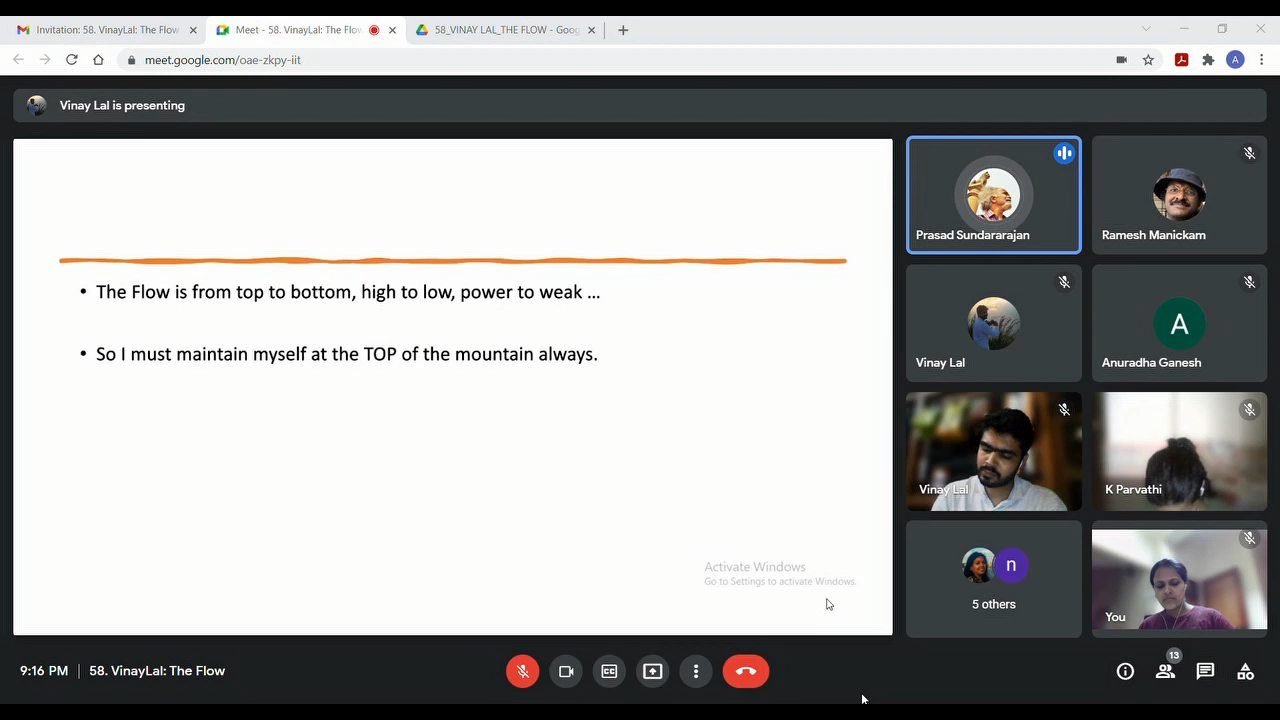 Invitation: 58. VinayLal: The Flow
Meet - 58. VinayLal: The Flo
58_VINAY LAL_THE FLOW - Goog
meet.google.com/oae-zkpy-iit
A
Vinay Lal is presenting
• The Flow is from top to bottom, high to low, power to weak ...
• So I must maintain myself at the TOP of the mountain always.
Activate Windows
Go to Settings to activate Windows.
Prasad Sundararajan
Ramesh Manickam
Vinay Lal
A
Anuradha Ganesh
Vinay Lal
K Parvathi
n
5 others
You
9:16 PM | 58. VinayLal: The Flow
CC
13